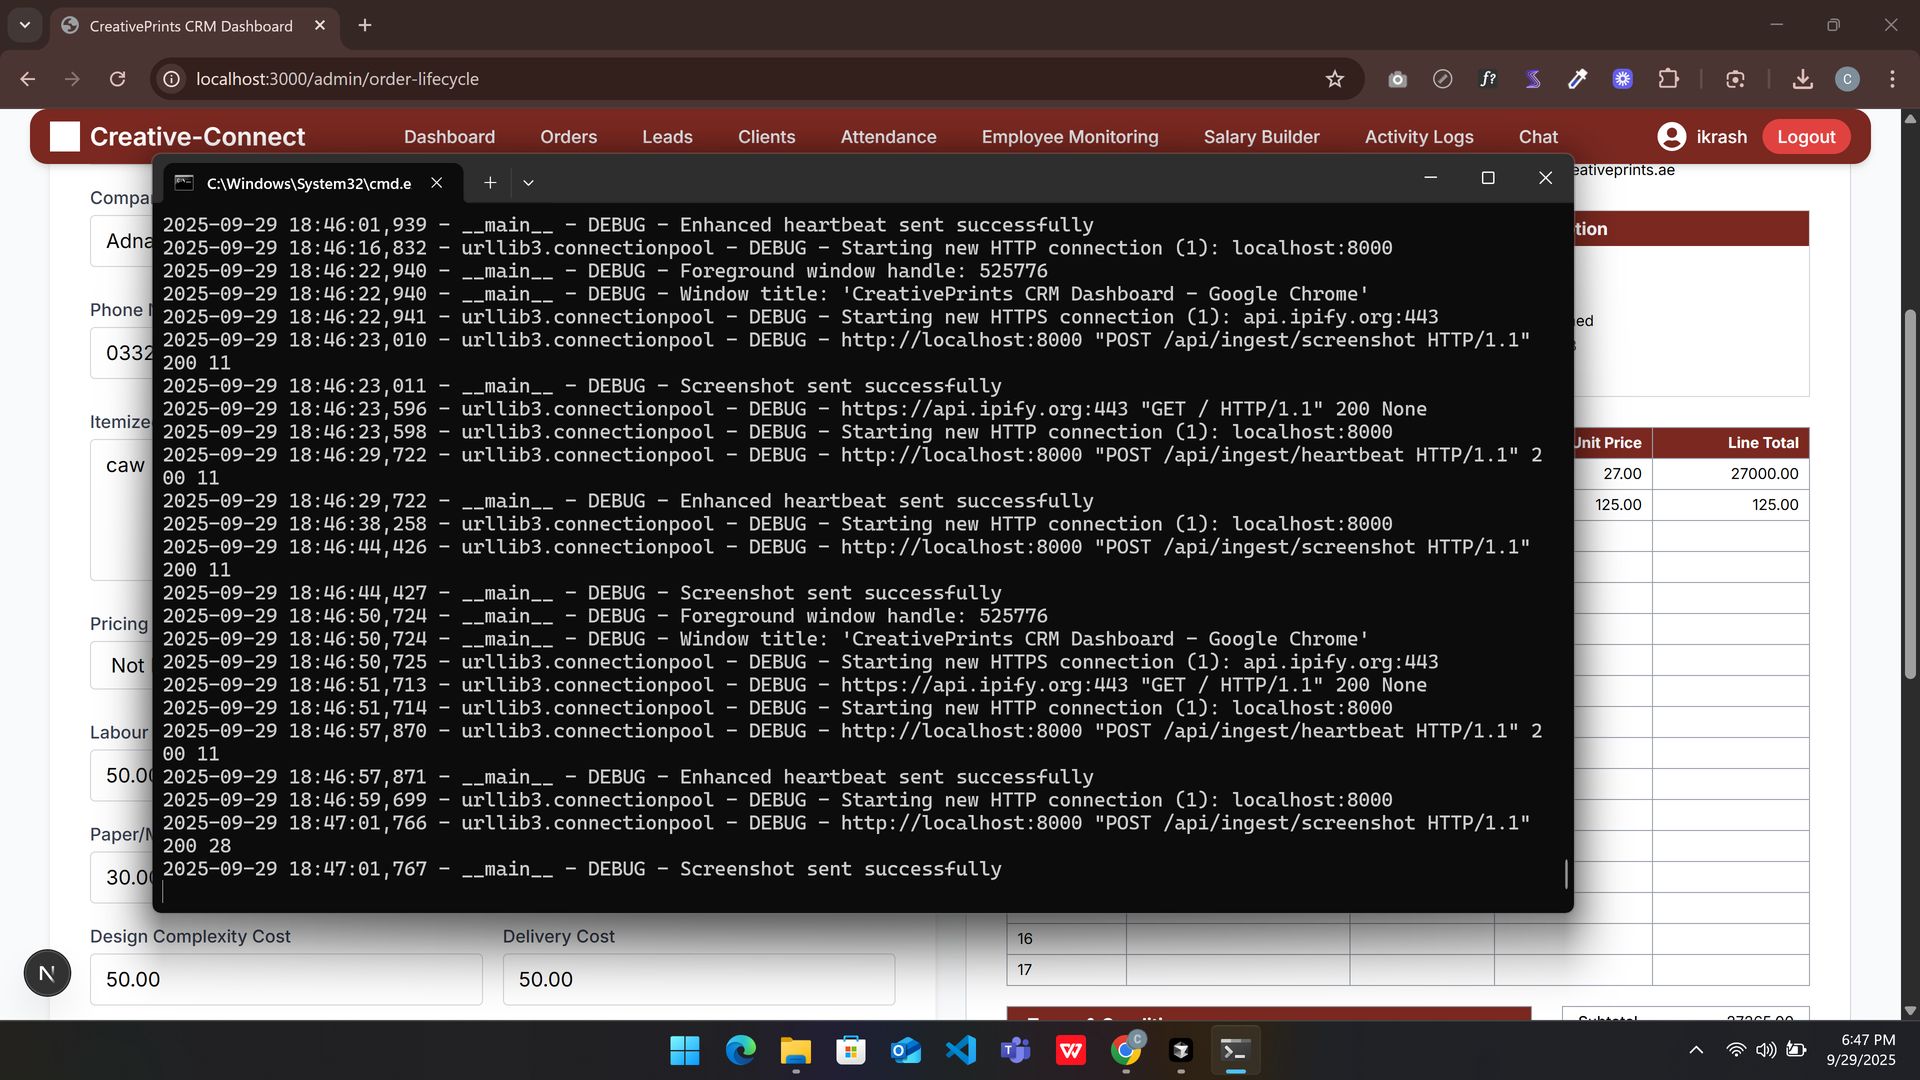 CreativePrints CRM Dashboard
localhost:3000/admin/order-lifecycle
C
Creative-Connect
Dashboard
Orders
Leads
Clients
Attendance
Employee Monitoring
Salary Builder
Activity Logs
Chat
ikrash
Logout
C:\Windows\System32\cmd.e
2025-09-29 18:46:01,939 - __main__ - DEBUG - Enhanced heartbeat sent successfully
2025-09-29 18:46:16,832 - urllib3.connectionpool - DEBUG - Starting new HTTP connection (1): localhost:8000
2025-09-29 18:46:22,940 - __main__ - DEBUG - Foreground window handle: 525776
2025-09-29 18:46:22,940 - __main__ - DEBUG - Window title: 'CreativePrints CRM Dashboard - Google Chrome'
2025-09-29 18:46:22,941 - urllib3.connectionpool - DEBUG - Starting new HTTPS connection (1): api.ipify.org:443
2025-09-29 18:46:23,010 - urllib3.connectionpool - DEBUG - http://localhost:8000 "POST /api/ingest/screenshot HTTP/1.1"
200 11
2025-09-29 18:46:23,011 - __main__ - DEBUG - Screenshot sent successfully
2025-09-29 18:46:23,596 - urllib3.connectionpool - DEBUG - https://api.ipify.org:443 "GET / HTTP/1.1" 200 None
2025-09-29 18:46:23,598 - urllib3.connectionpool - DEBUG - Starting new HTTP connection (1): localhost:8000
2025-09-29 18:46:29,722 - urllib3.connectionpool - DEBUG - http://localhost:8000 "POST /api/ingest/heartbeat HTTP/1.1" 2
00 11
2025-09-29 18:46:29,722 - __main__ - DEBUG - Enhanced heartbeat sent successfully
2025-09-29 18:46:38,258 - urllib3.connectionpool - DEBUG - Starting new HTTP connection (1): localhost:8000
2025-09-29 18:46:44,426 - urllib3.connectionpool - DEBUG - http://localhost:8000 "POST /api/ingest/screenshot HTTP/1.1"
200 11
2025-09-29 18:46:44,427 - __main__ - DEBUG - Screenshot sent successfully
2025-09-29 18:46:50,724 - __main__ - DEBUG - Foreground window handle: 525776
2025-09-29 18:46:50,724 - __main__ - DEBUG - Window title: 'CreativePrints CRM Dashboard - Google Chrome'
2025-09-29 18:46:50,725 - urllib3.connectionpool - DEBUG - Starting new HTTPS connection (1): api.ipify.org:443
2025-09-29 18:46:51,713 - urllib3.connectionpool - DEBUG - https://api.ipify.org:443 "GET / HTTP/1.1" 200 None
2025-09-29 18:46:51,714 - urllib3.connectionpool - DEBUG - Starting new HTTP connection (1): localhost:8000
2025-09-29 18:46:57,870 - urllib3.connectionpool - DEBUG - http://localhost:8000 "POST /api/ingest/heartbeat HTTP/1.1" 2
00 11
2025-09-29 18:46:57,871 - __main__ - DEBUG - Enhanced heartbeat sent successfully
2025-09-29 18:46:59,699 - urllib3.connectionpool - DEBUG - Starting new HTTP connection (1): localhost:8000
2025-09-29 18:47:01,766 - urllib3.connectionpool - DEBUG - http://localhost:8000 "POST /api/ingest/screenshot HTTP/1.1"
200 28
2025-09-29 18:47:01,767 - __main__ - DEBUG - Screenshot sent successfully
Compa
Adna
Phone
0332
Itemize
caw
Pricing
Not
Labour
50.0
Paper/M
30.0
Design Complexity Cost
Delivery Cost
50.00
50.00
eativeprints.ae
tion
ed
Unit Price
Line Total
27.00
27000.00
125.00
125.00
16
17
N
6:47 PM
9/29/2025